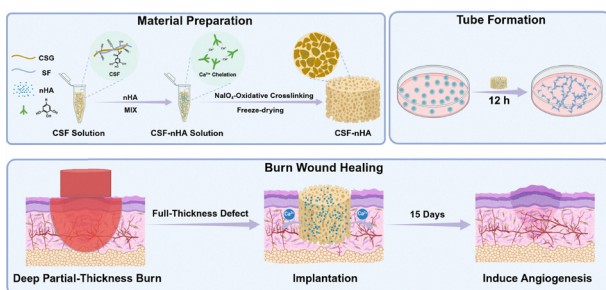 Material Preparation
CSG
SF
nHA
CSF
Ca²⁺ Chelation
nHA
MIX
NaIO₄-Oxidative Crosslinking
Freeze-drying
CSF Solution
CSF-nHA Solution
CSF-nHA
Tube Formation
12 h
Burn Wound Healing
Full-Thickness Defect
Ca²⁺
Ca²⁺
15 Days
Deep Partial-Thickness Burn
Implantation
Induce Angiogenesis